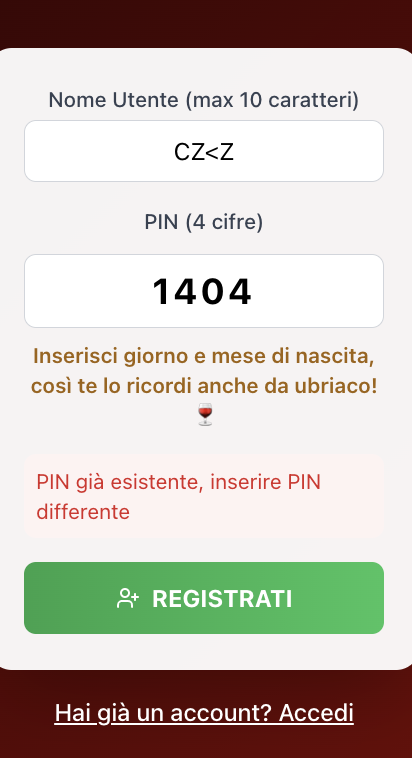 Nome Utente (max 10 caratteri)
CZ<Z
PIN (4 cifre)
1404
Inserisci giorno e mese di nascita,
così te lo ricordi anche da ubriaco!
🍷
PIN già esistente, inserire PIN
differente
REGISTRATI
Hai già un account? Accedi